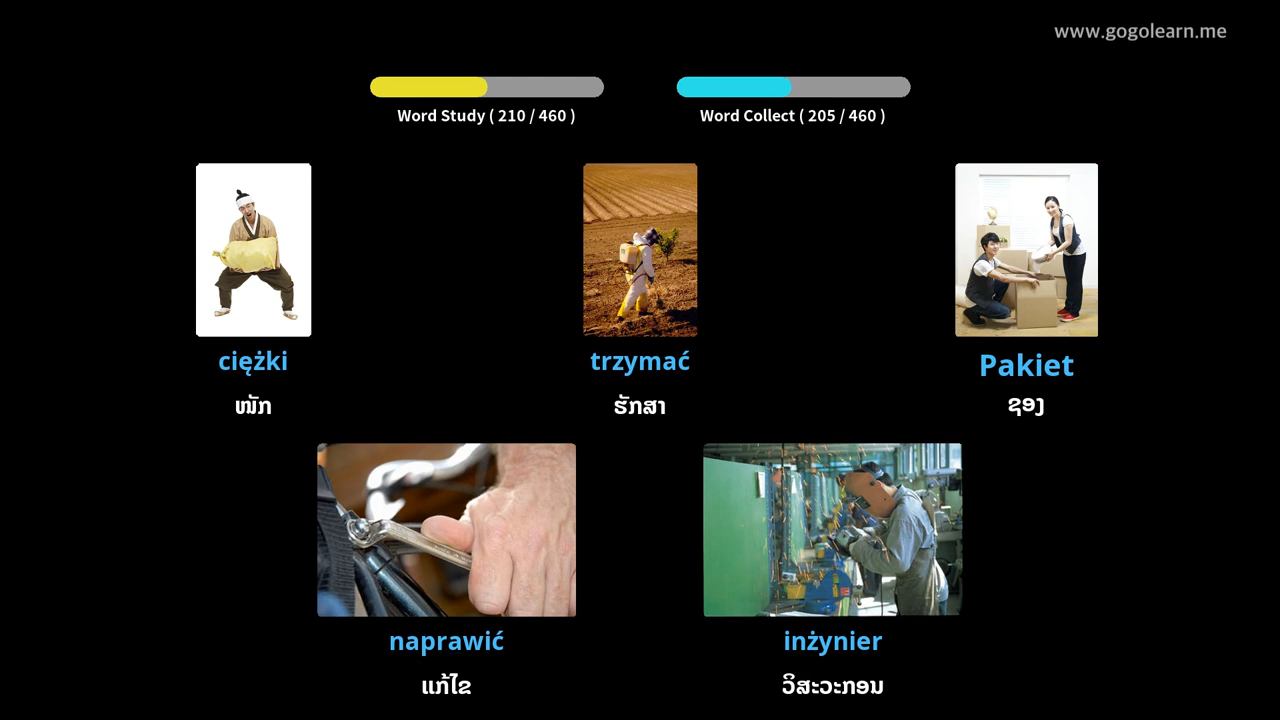 www.gogolearn.me
Word Study ( 210 / 460 )
Word Collect ( 205 / 460 )
ciężki
trzymać
Pakiet
ໜັກ
ຮັກສາ
ຊອງ
naprawić
inżynier
ແກ້ໄຂ
ວິສະວະກອນ